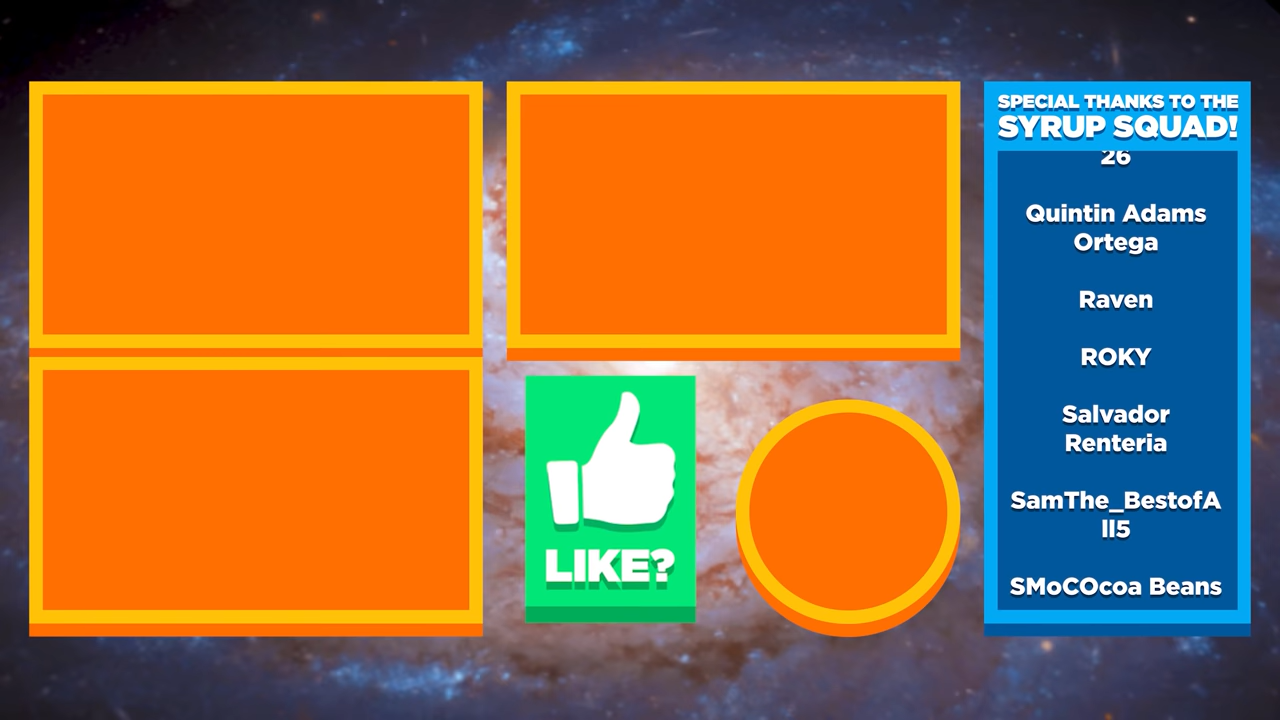 SPECIAL THANKS TO THE
SYRUP SQUAD!
26
Quintin Adams
Ortega
Raven
ROKY
Salvador
Renteria
SamThe_BestofA
ll5
SMoCOcoa Beans
LIKE?